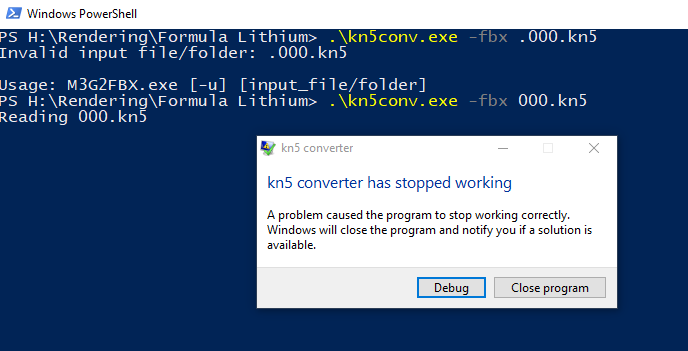 Windows PowerShell
PS H:\Rendering\Formula Lithium> .\kn5conv.exe -fbx .000.kn5
Invalid input file/folder: .000.kn5
Usage: M3G2FBX.exe [-u] [input_file/folder]
PS H:\Rendering\Formula Lithium> .\kn5conv.exe -fbx 000.kn5
Reading 000.kn5
kn5 converter
kn5 converter has stopped working
A problem caused the program to stop working correctly.
Windows will close the program and notify you if a solution is
available.
Debug
Close program